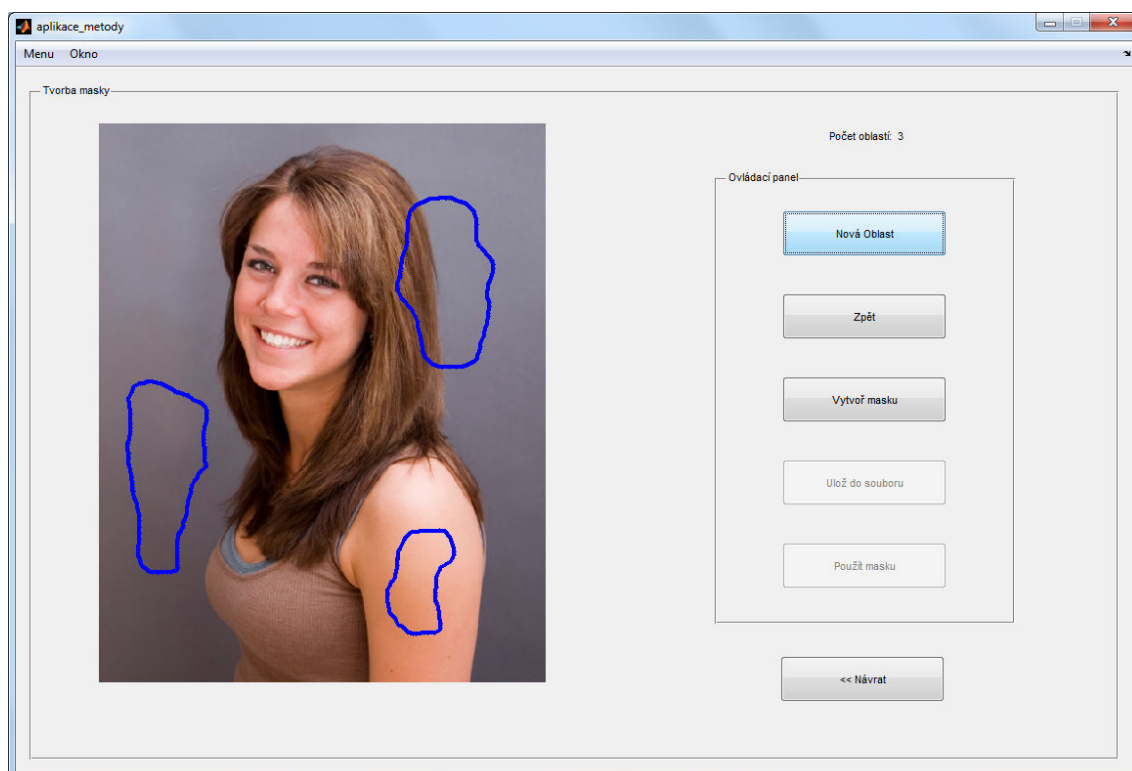 aplikace_metody
Menu Okno
Tvorba masky
Počet oblastí: 3
Ovládací panel
Nová Oblast
Zpět
Vytvoř masku
Ulož do souboru
Použít masku
<< Návrat